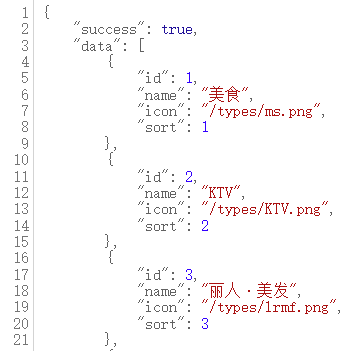 1 {
2 "success": true,
3 "data": [
4 {
5 "id": 1,
6 "name": "美食",
7 "icon": "/types/ms.png",
8 "sort": 1
9 },
10 {
11 "id": 2,
12 "name": "KTV",
13 "icon": "/types/KTV.png",
14 "sort": 2
15 },
16 {
17 "id": 3,
18 "name": "丽人·美发",
19 "icon": "/types/lrmf.png",
20 "sort": 3
21 },